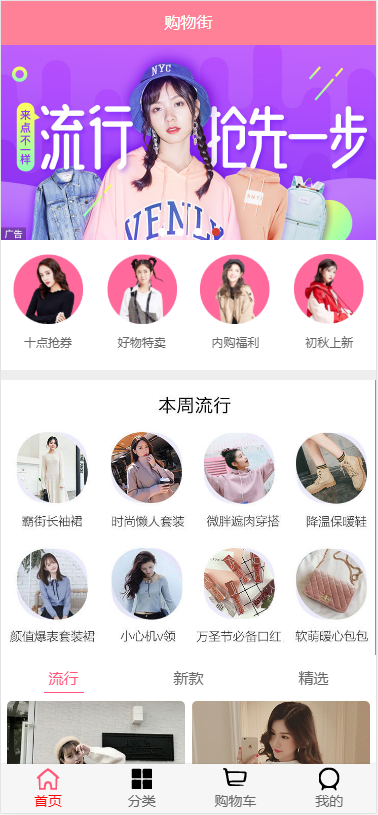 购物街
NYC
来点不一样
流行
抢先一步
广告
十点抢券
好物特卖
内购福利
初秋上新
本周流行
霸街长袖裙
时尚懒人套装
微胖遮肉穿搭
降温保暖鞋
颜值爆表套装裙
小心机v领
万圣节必备口红
软萌暖心包包
流行
新款
精选
首页
分类
购物车
我的